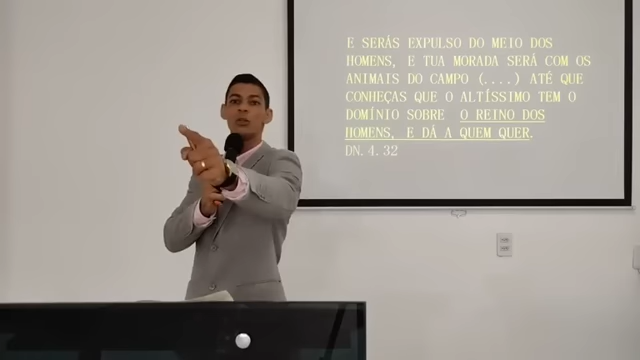 E SERÁS EXPULSO DO MEIO DOS
HOMENS, E TUA MORADA SERÁ COM OS
ANIMAIS DO CAMPO (....) ATÉ QUE
CONHEÇAS QUE O ALTÍSSIMO TEM O
DOMÍNIO SOBRE O REINO DOS
HOMENS, E DÁ A QUEM QUER.
DN.4.32